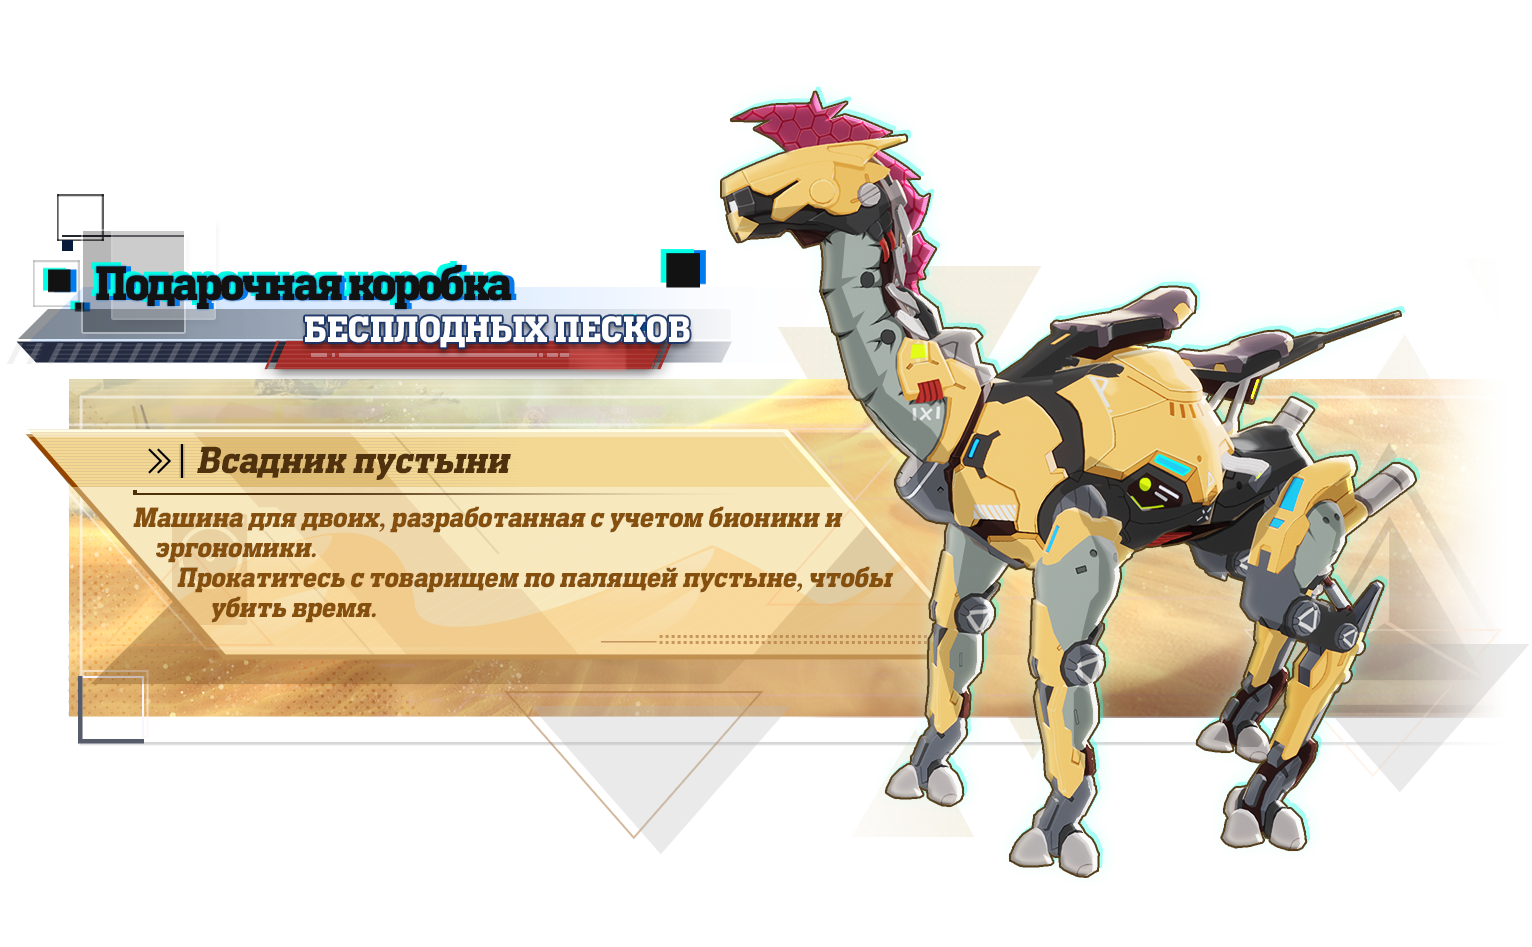 Подарочная коробка
БЕСПЛОДНЫХ ПЕСКОВ
Всадник пустыни
Машина для двоих, разработанная с учетом бионики и
эргономики.
Прокатитесь с товарищем по палящей пустыне, чтобы
убить время.